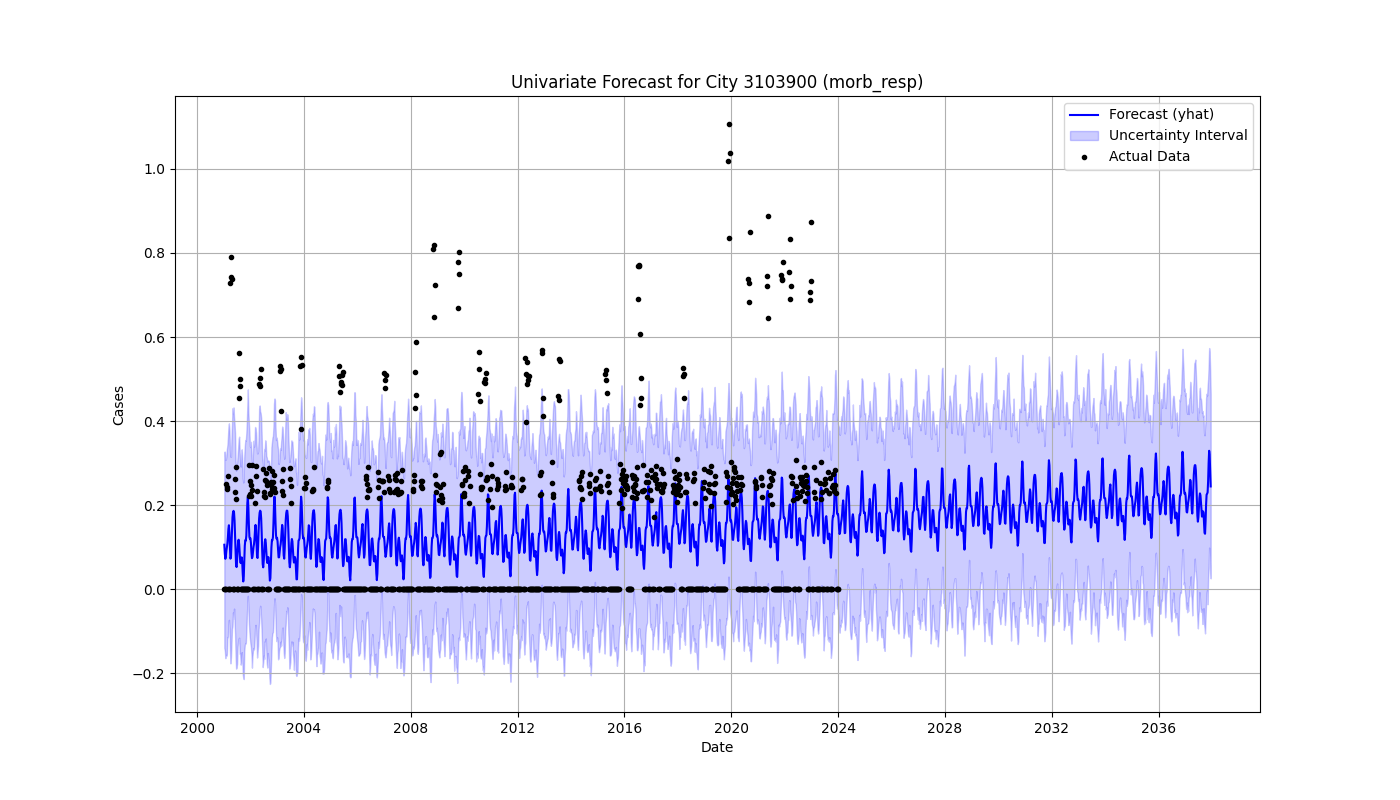 Univariate Forecast for City 3103900 (morb_resp)
Forecast (yhat)
Uncertainty Interval
Actual Data
Cases
1.0
0.8
0.6
0.4
0.2
0.0
−0.2
2000 2004 2008 2012 2016 2020 2024 2028 2032 2036
Date